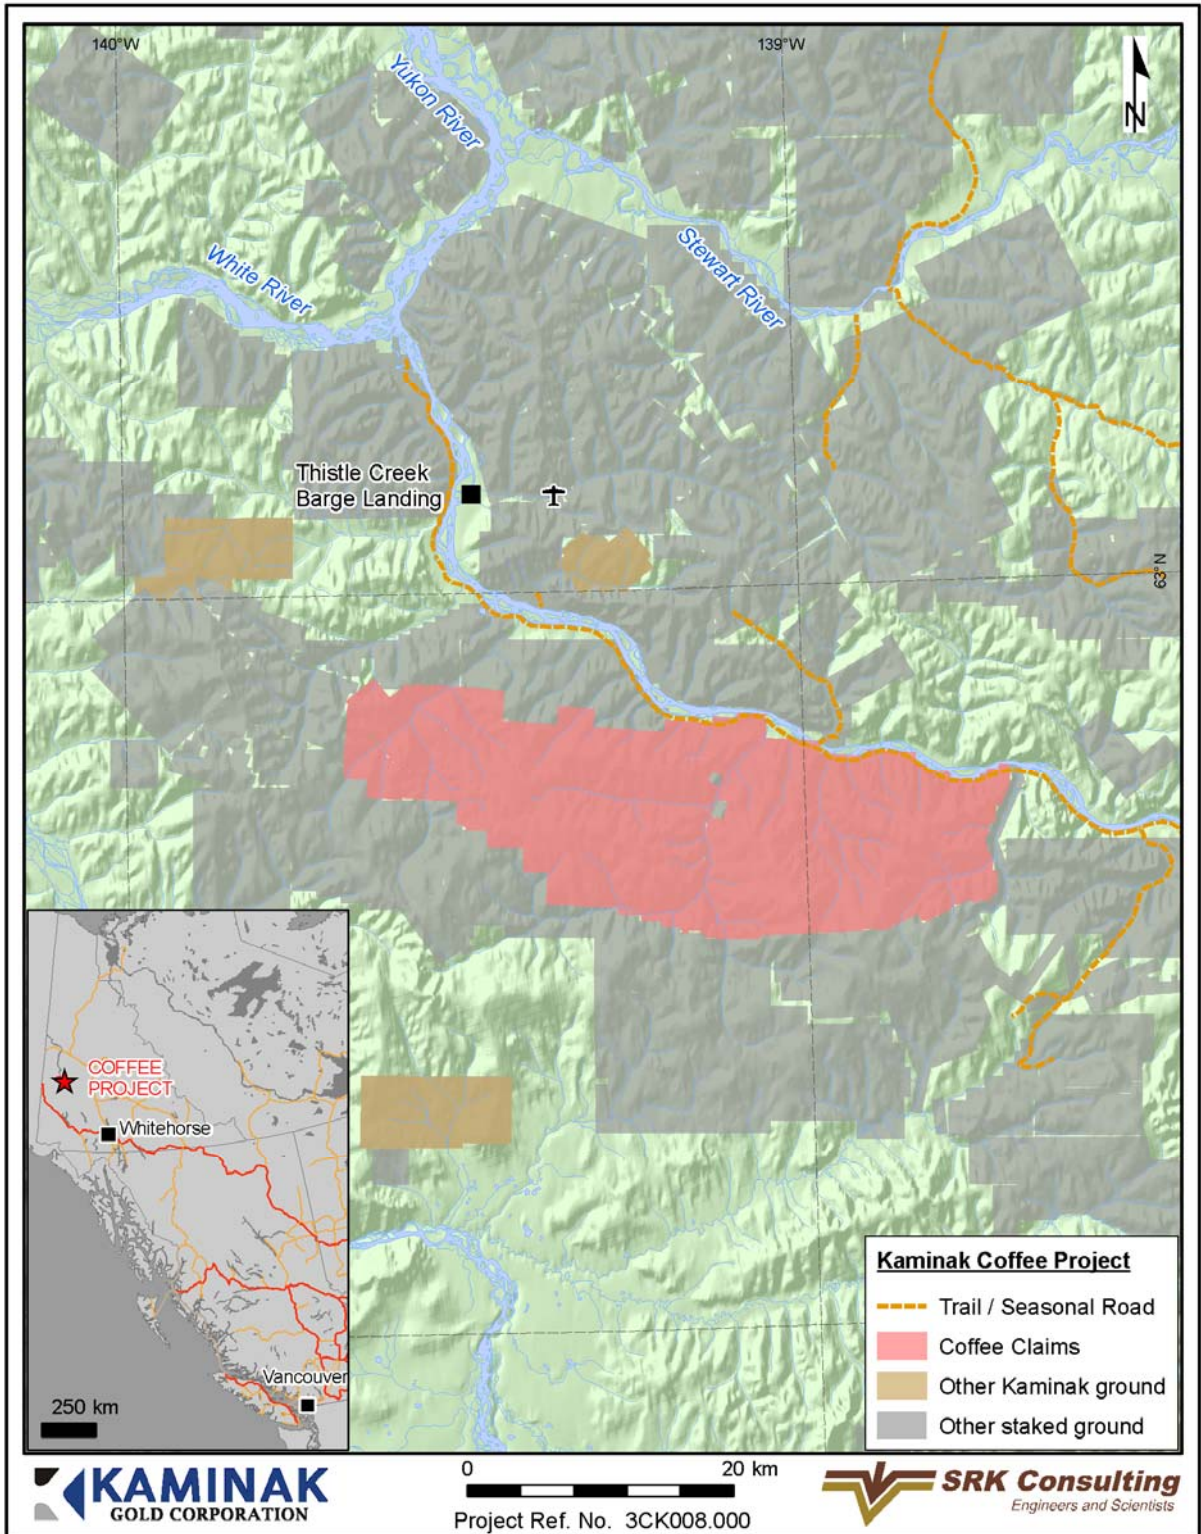 140°W
139°W
N
Yukon River
White River
Stewart River
Thistle Creek
Barge Landing
63°N
COFFEE
PROJECT
Whitehorse
Vancouver
250 km
Kaminak Coffee Project
Trail / Seasonal Road
Coffee Claims
Other Kaminak ground
Other staked ground
KAMINAK
GOLD CORPORATION
0 20 km
Project Ref. No. 3CK008.000
SRK Consulting
Engineers and Scientists